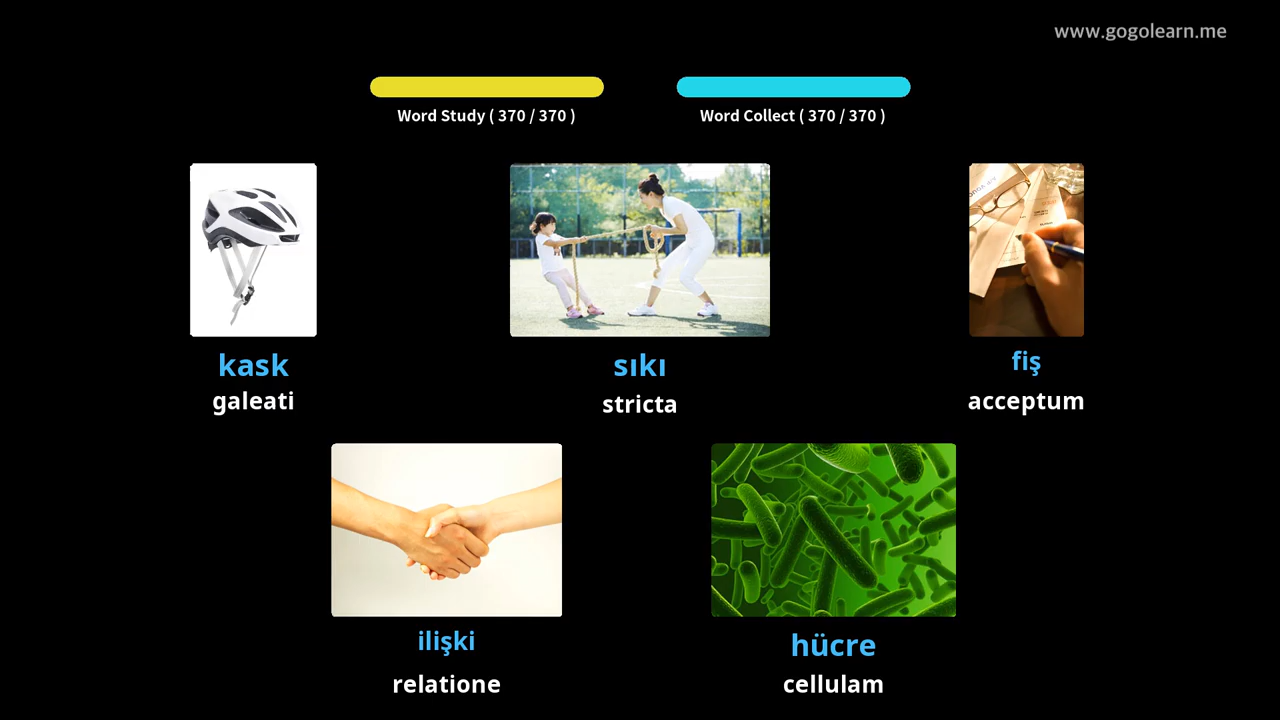 www.gogolearn.me
Word Study ( 370 / 370 )
Word Collect ( 370 / 370 )
kask
galeati
sıkı
stricta
fiş
acceptum
ilişki
relatione
hücre
cellulam